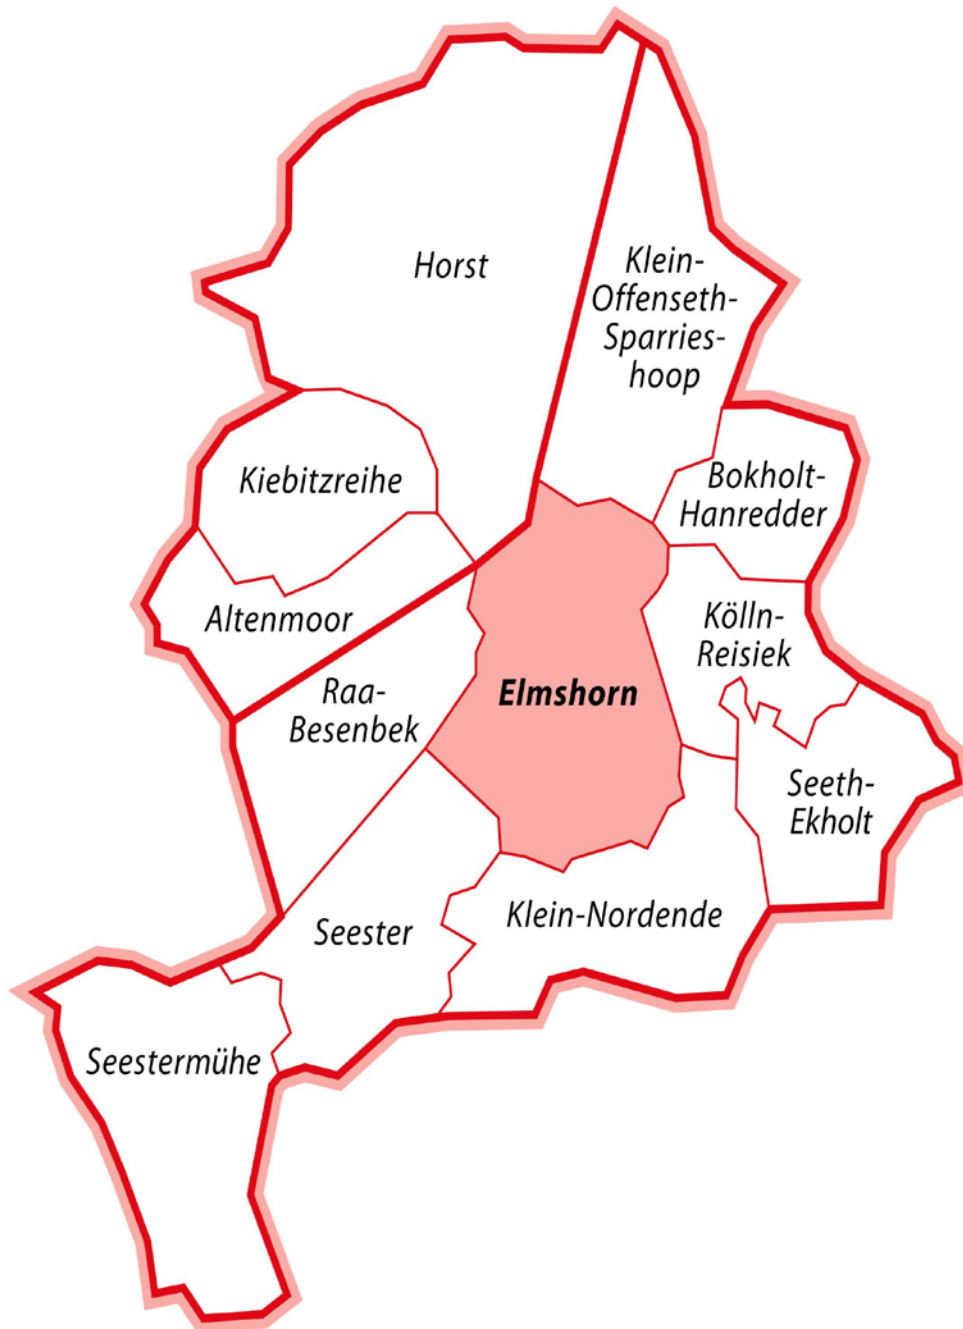 Horst
Klein-
Offenseth-
Sparries-
hoop
Kiebitzreihe
Bokholt-
Hanredder
Altenmoor
Kölln-
Reisiek
Raa-
Besenbek
Elmshorn
Seeth-
Ekholt
Seester
Klein-Nordende
Seestermühe